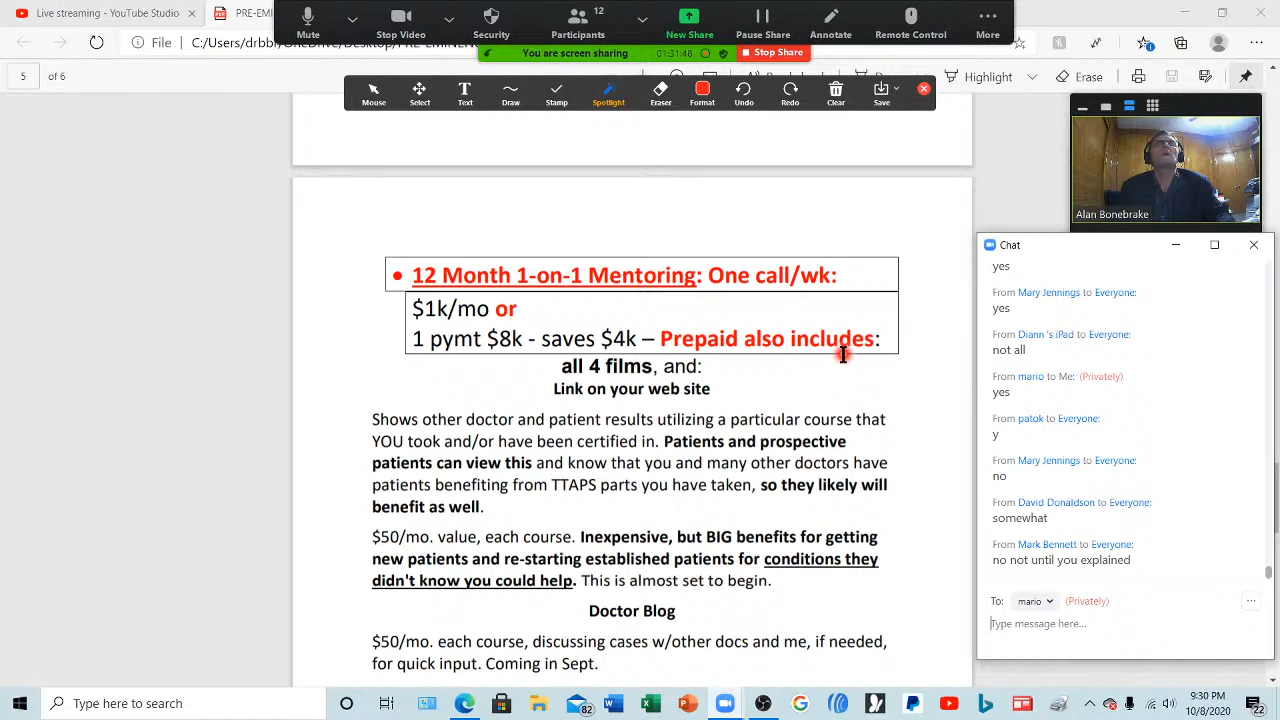 Live streaming - YouTube Studio
PRE-EMINEN
Mute
Stop Video
Security
12
Participants
New Share
Pause Share
Annotate
Remote Control
More
File
You are screen sharing
01:31:46
Stop Share
5
of 8
Highlight
Erase
Mouse
Select
Text
Draw
Stamp
Spotlight
Eraser
Format
Undo
Redo
Clear
Save
Alan Bonebrake
• 12 Month 1-on-1 Mentoring: One call/wk:
$1k/mo or
1 pymt $8k - saves $4k – Prepaid also includes:
all 4 films, and:
Link on your web site
Shows other doctor and patient results utilizing a particular course that
YOU took and/or have been certified in. Patients and prospective
patients can view this and know that you and many other doctors have
patients benefiting from TTAPS parts you have taken, so they likely will
benefit as well.
$50/mo. value, each course. Inexpensive, but BIG benefits for getting
new patients and re-starting established patients for conditions they
didn't know you could help. This is almost set to begin.
Doctor Blog
$50/mo. each course, discussing cases w/other docs and me, if needed,
for quick input. Coming in Sept.
Chat
yes
From Mary Jennings to Everyone:
yes
From Diann 's iPad to Everyone:
not all
From mario to Me: (Privately)
yes
From patok to Everyone:
y
From Mary Jennings to Everyone:
no
From David Donaldson to Everyone:
somewhat
From Mark Bennett to Everyone:
no not until you explained
To: mario (Privately)
Type message here...
Type here to search
82
9:30 PM
10/8/2020
22